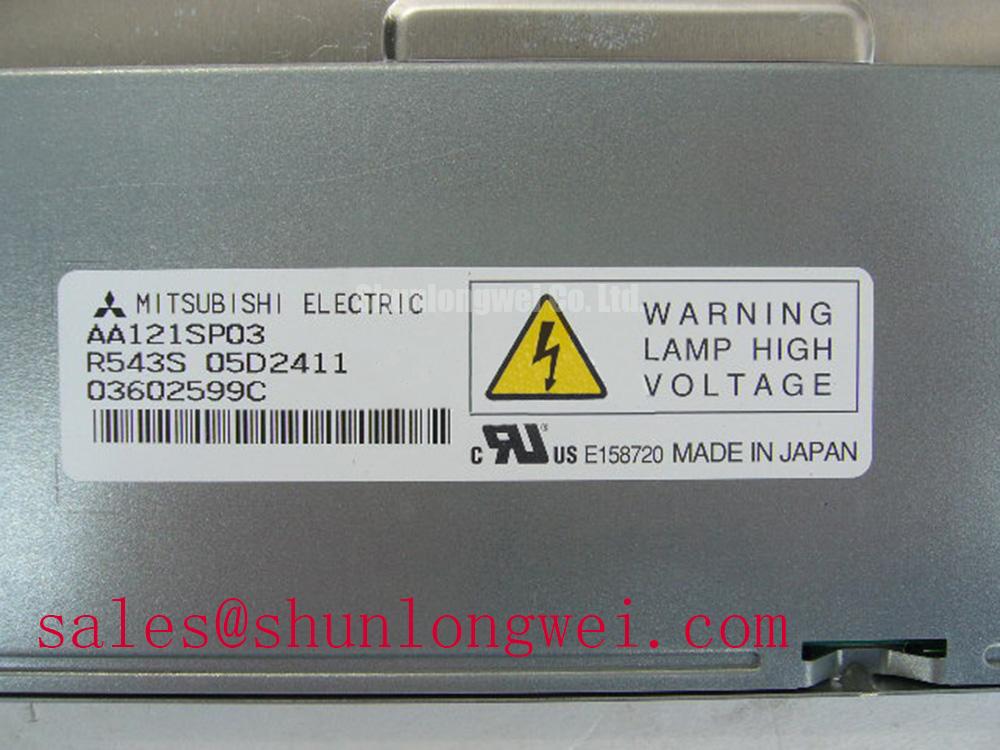 Shunlongwei Co. Ltd.
MITSUBISHI ELECTRIC
AA121SP03
R543S 05D2411
03602599C
WARNING
LAMP HIGH
VOLTAGE
C RU ® US E158720 MADE IN JAPAN
sales@shunlongwei.com